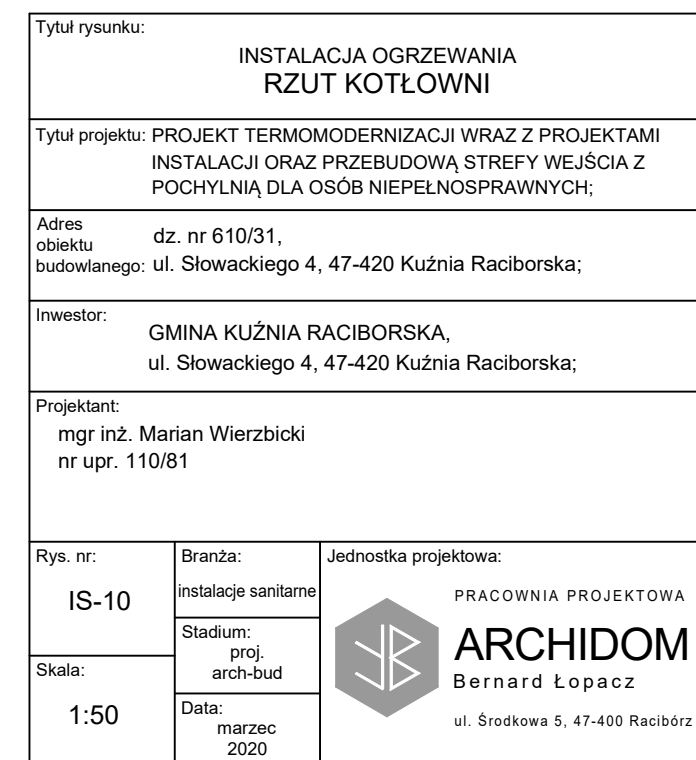 Tytuł rysunku:
INSTALACJA OGRZEWANIA
RZUT KOTŁOWNI
Tytuł projektu: PROJEKT TERMOMODERNIZACJI WRAZ Z PROJEKTAMI
INSTALACJI ORAZ PRZEBUDOWĄ STREFY WEJŚCIA Z
POCHYLNIĄ DLA OSÓB NIEPEŁNOSPRAWNYCH;
Adres
obiektu
budowlanego:
dz. nr 610/31,
ul. Słowackiego 4, 47-420 Kuźnia Raciborska;
Inwestor:
GMINA KUŹNIA RACIBORSKA,
ul. Słowackiego 4, 47-420 Kuźnia Raciborska;
Projektant:
mgr inż. Marian Wierzbicki
nr upr. 110/81
Rys. nr:
IS-10
Skala:
1:50
Branża:
instalacje sanitarne
Stadium:
proj.
arch-bud
Data:
marzec
2020
Jednostka projektowa:
PRACOWNIA PROJEKTOWA
ARCHIDOM
Bernard Łopacz
ul. Środkowa 5, 47-400 Racibórz